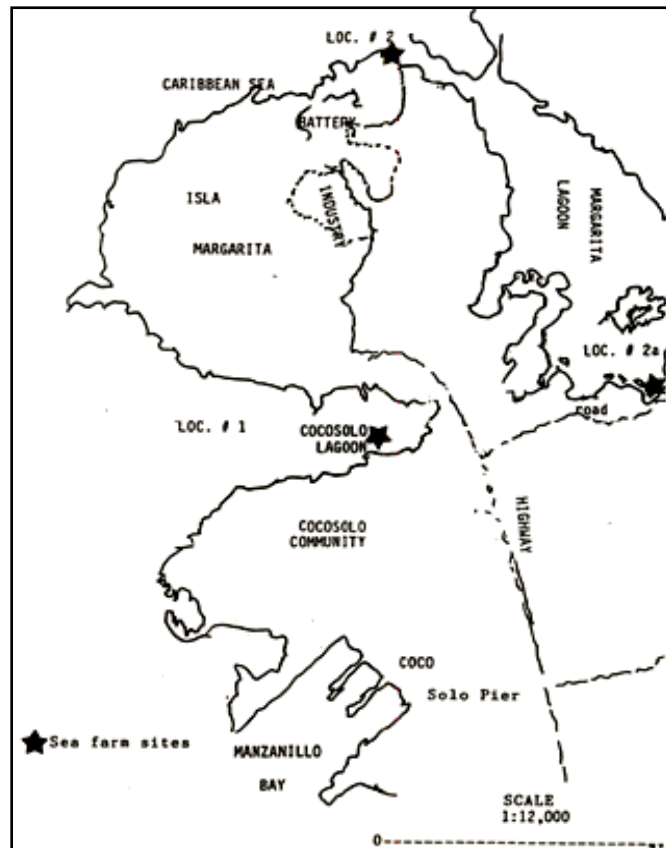 LOC. # 2
CARIBBEAN SEA
BATTERY
ISLA
MARGARITA
INDUSTRY
MARGARITA
LAGOON
LOC. # 2a
road
LOC. # 1
COCOSOLO
LAGOON
HIGHWAY
COCOSOLO
COMMUNITY
COCO
Solo Pier
Sea farm sites
MANZANILLO
BAY
SCALE
1:12,000
0